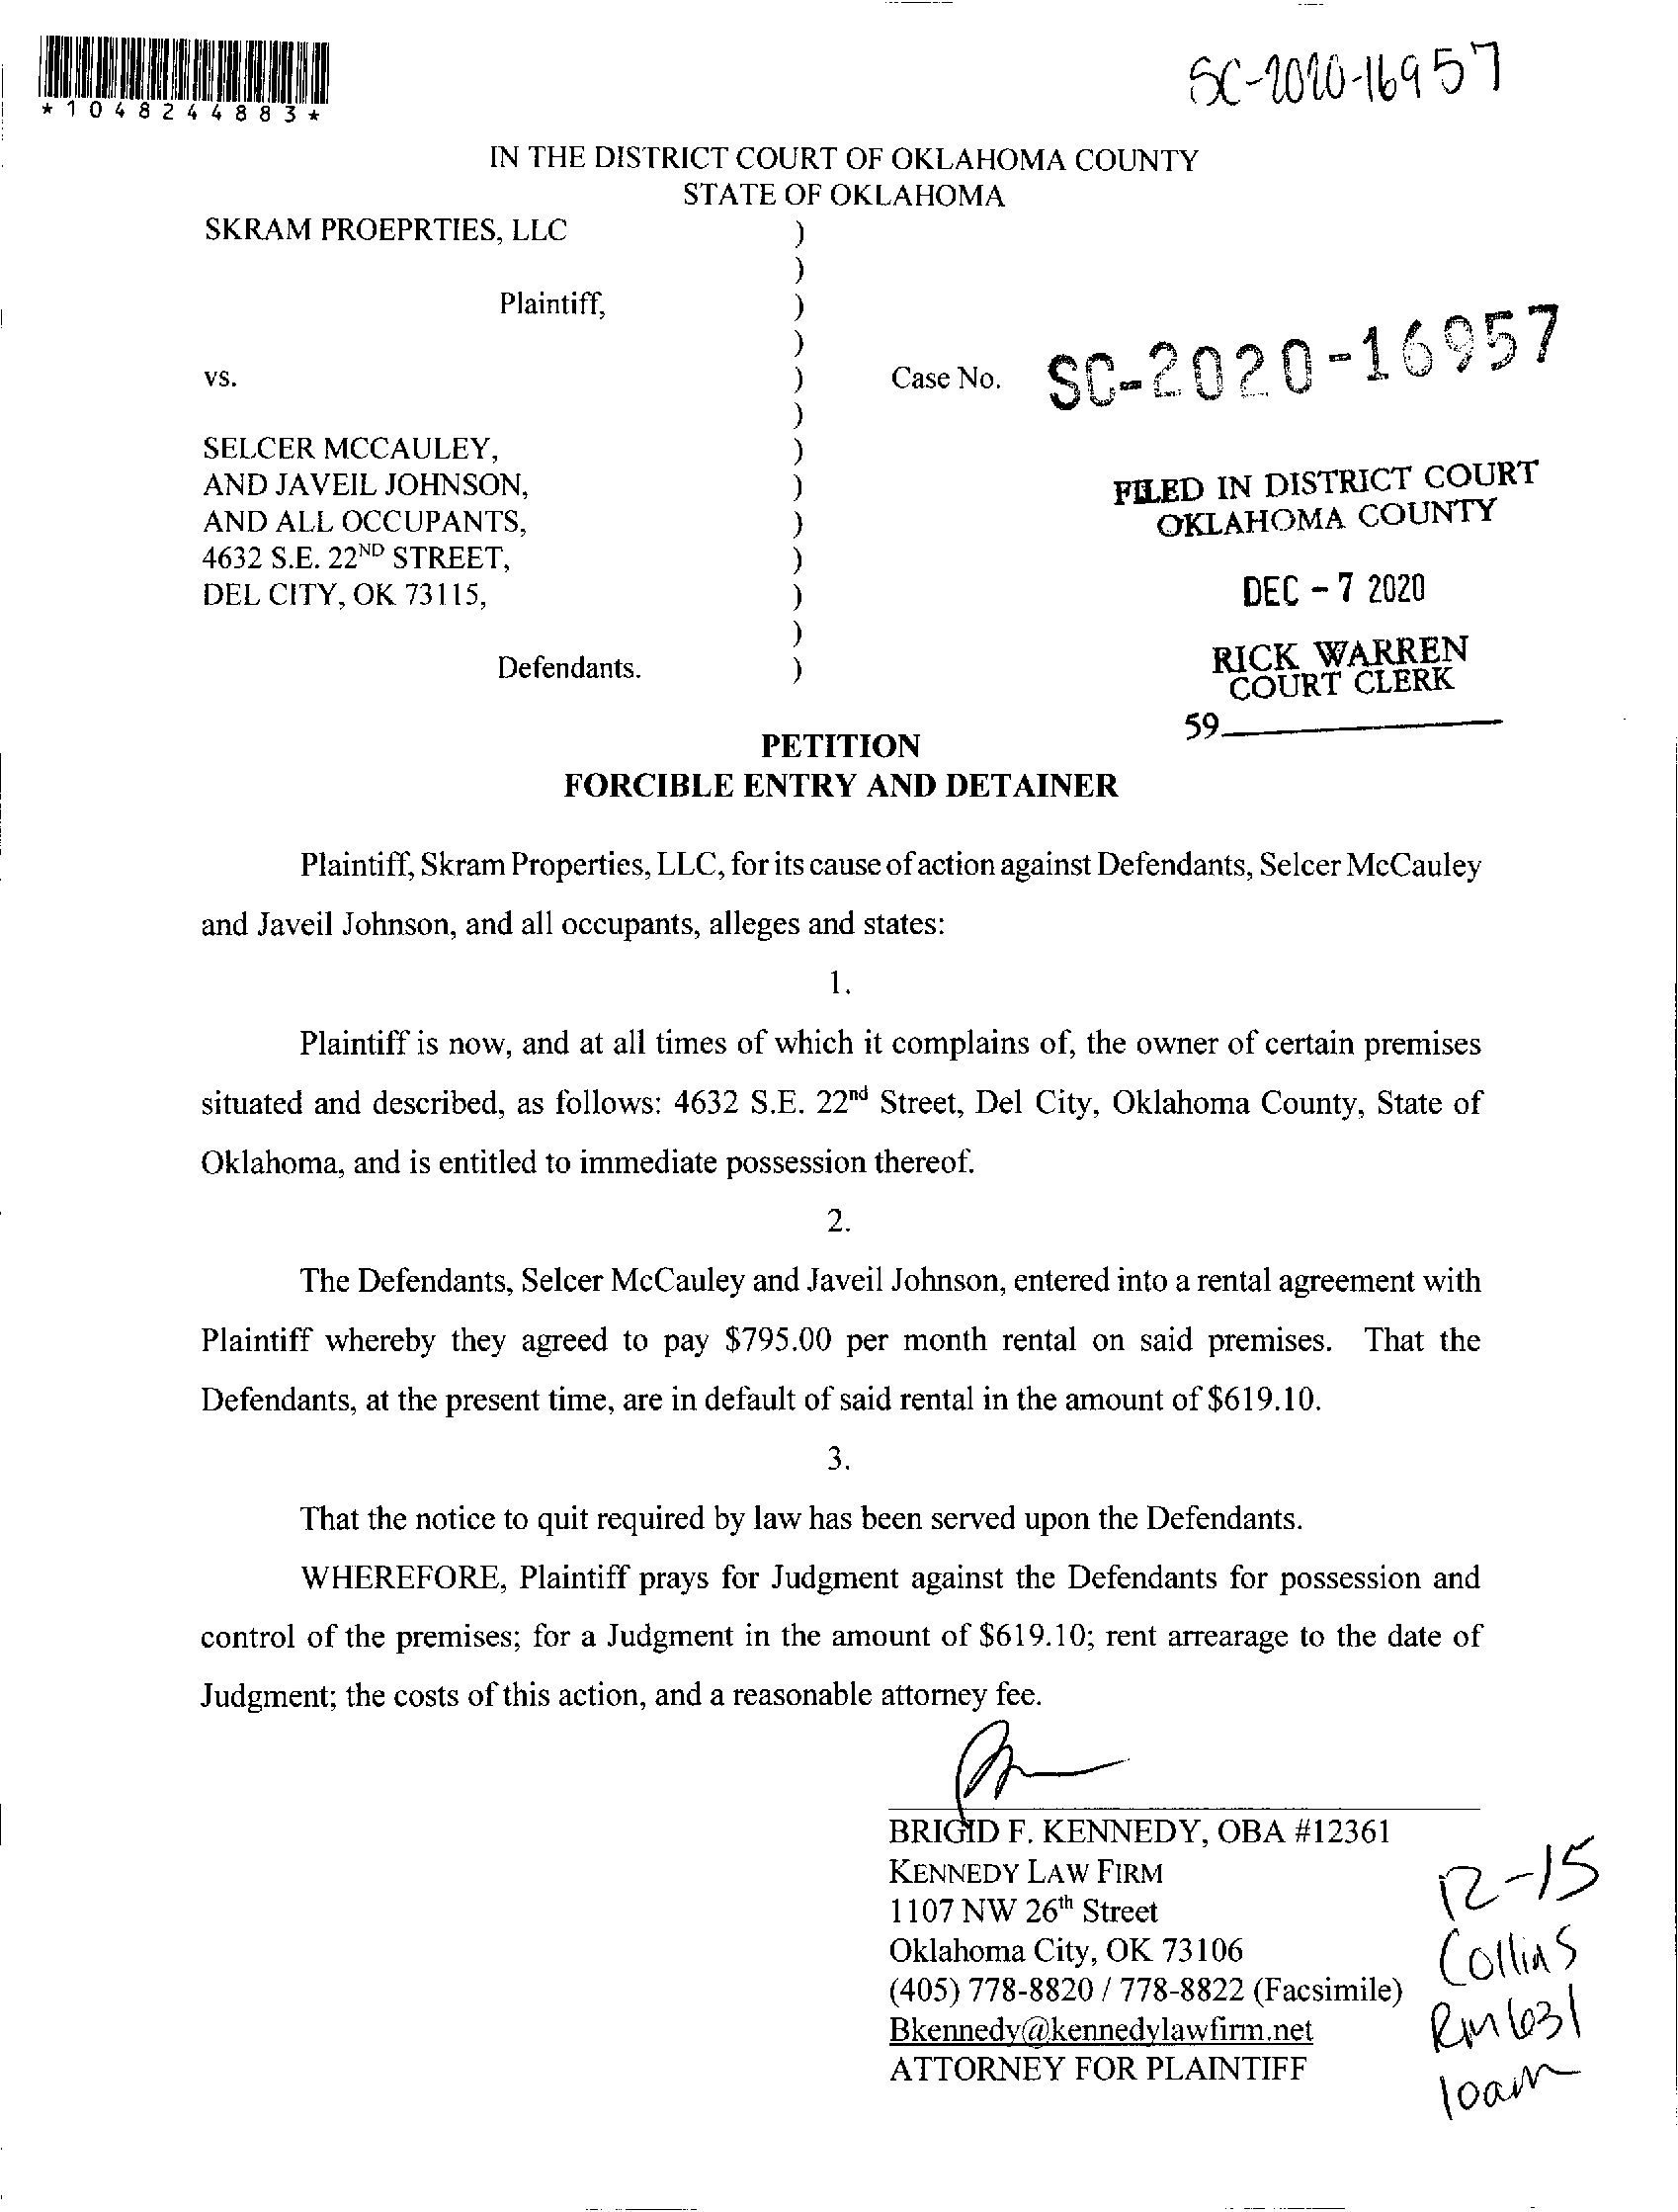 *1048244883*
SC-2020-16957
IN THE DISTRICT COURT OF OKLAHOMA COUNTY
STATE OF OKLAHOMA
SKRAM PROEPRTIES, LLC )
)
Plaintiff, )
)
vs. ) Case No. SC-2020-16957
)
SELCER MCCAULEY, )
AND JAVEIL JOHNSON, )
AND ALL OCCUPANTS, )
4632 S.E. 22ND STREET, )
DEL CITY, OK 73115, )
)
Defendants. )
FILED IN DISTRICT COURT
OKLAHOMA COUNTY
DEC - 7 2020
RICK WARREN
COURT CLERK
59
PETITION
FORCIBLE ENTRY AND DETAINER
Plaintiff, Skram Properties, LLC, for its cause of action against Defendants, Selcer McCauley
and Javeil Johnson, and all occupants, alleges and states:
1.
Plaintiff is now, and at all times of which it complains of, the owner of certain premises
situated and described, as follows: 4632 S.E. 22nd Street, Del City, Oklahoma County, State of
Oklahoma, and is entitled to immediate possession thereof.
2.
The Defendants, Selcer McCauley and Javeil Johnson, entered into a rental agreement with
Plaintiff whereby they agreed to pay $795.00 per month rental on said premises. That the
Defendants, at the present time, are in default of said rental in the amount of $619.10.
3.
That the notice to quit required by law has been served upon the Defendants.
WHEREFORE, Plaintiff prays for Judgment against the Defendants for possession and
control of the premises; for a Judgment in the amount of $619.10; rent arrearage to the date of
Judgment; the costs of this action, and a reasonable attorney fee.
BRIGID F. KENNEDY, OBA #12361
KENNEDY LAW FIRM
1107 NW 26th Street
Oklahoma City, OK 73106
(405) 778-8820 / 778-8822 (Facsimile)
Bkennedy@kennedylawfirm.net
ATTORNEY FOR PLAINTIFF
12-15
Collins
Rm 631
10am